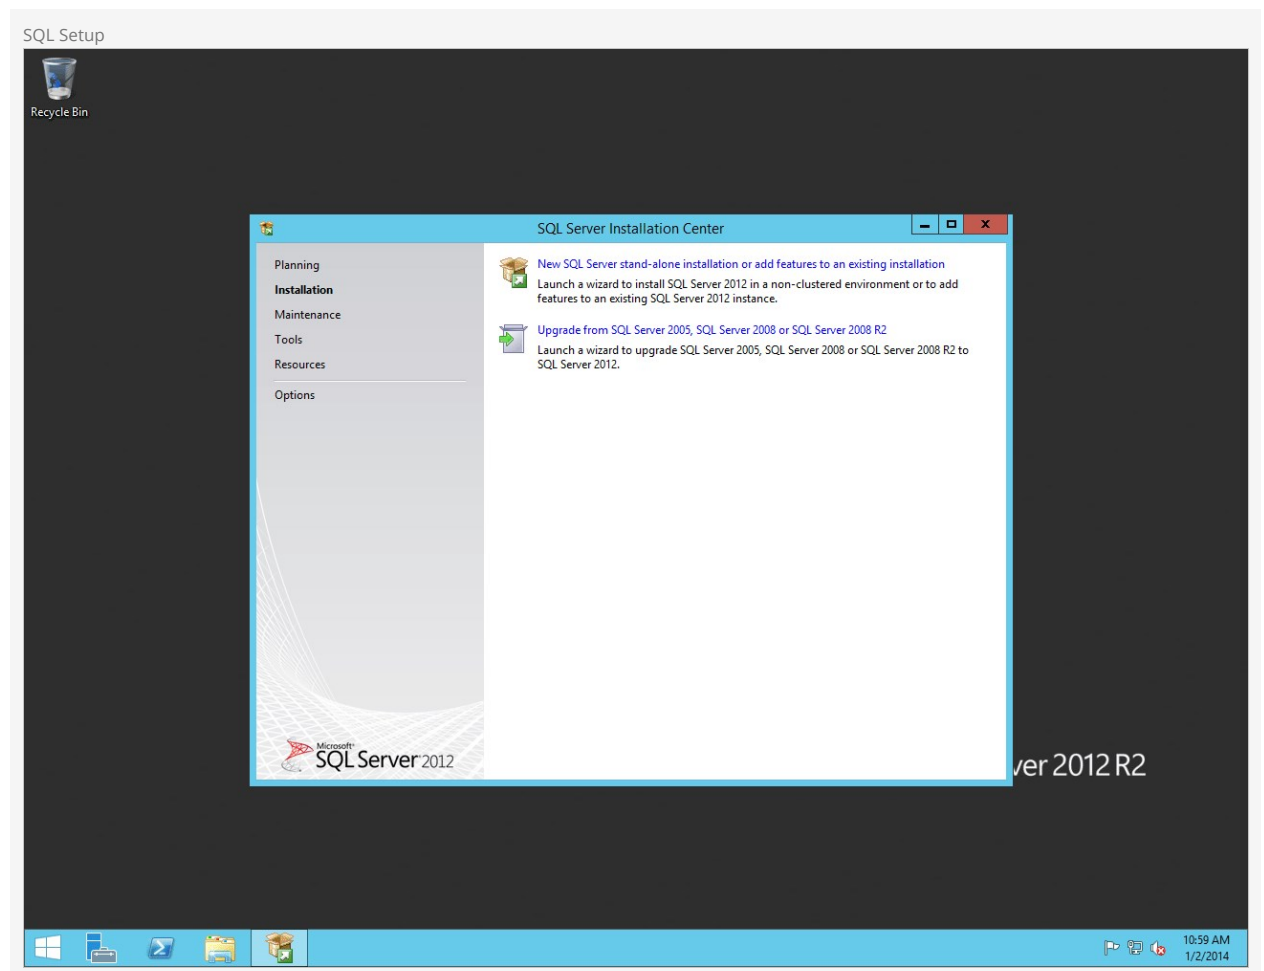 SQL Setup
Recycle Bin
SQL Server Installation Center
Planning
Installation
Maintenance
Tools
Resources
Options
New SQL Server stand-alone installation or add features to an existing installation
Launch a wizard to install SQL Server 2012 in a non-clustered environment or to add
features to an existing SQL Server 2012 instance.
Upgrade from SQL Server 2005, SQL Server 2008 or SQL Server 2008 R2
Launch a wizard to upgrade SQL Server 2005, SQL Server 2008 or SQL Server 2008 R2 to
SQL Server 2012.
Microsoft®
SQL Server 2012
ver 2012 R2
10:59 AM
1/2/2014